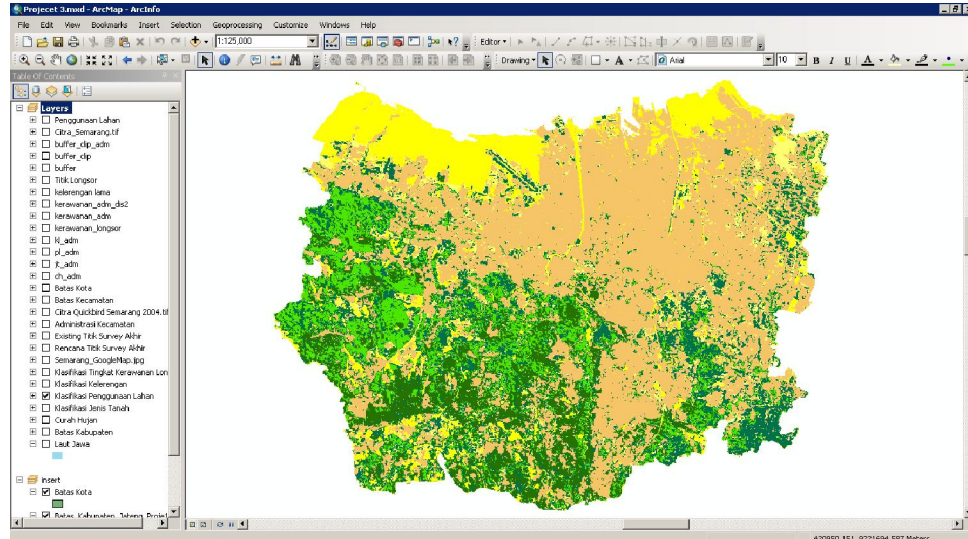 Projecet 3.mxd - ArcMap - ArcInfo
File Edit View Bookmarks Insert Selection Geoprocessing Customize Windows Help
1:125,000 Editor
Drawing Arial 10 B I U A
Table Of Contents
Layers
Penggunaan Lahan
Citra_Semarang.tif
buffer_dip_adm
buffer_dip
buffer
Titik Longsor
kelerengan lama
kerawanan_adm_dis2
kerawanan_adm
kerawanan_longsor
kl_adm
pl_adm
jt_adm
ch_adm
Batas Kota
Batas Kecamatan
Citra Quickbird Semarang 2004.tif
Administrasi Kecamatan
Existing Titik Survey Akhir
Rencana Titik Survey Akhir
Semarang_GoogleMap.jpg
Klasifikasi Tingkat Kerawanan Lon
Klasifikasi Kelerengan
Klasifikasi Penggunaan Lahan
Klasifikasi Jenis Tanah
Curah Hujan
Batas Kabupaten
Laut Jawa
insert
Batas Kota
Batas_Kabupaten_Jateng_Proje